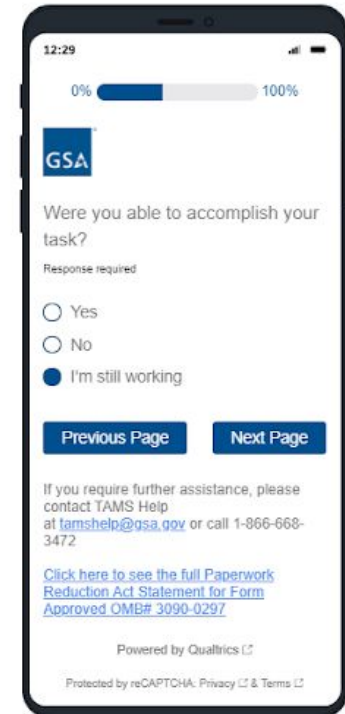 12:29
0% 100%
GSA
Were you able to accomplish your
task?
Response required
Yes
No
I'm still working
Previous Page Next Page
If you require further assistance, please
contact TAMS Help
at tamshelp@gsa.gov or call 1-866-668-
3472
Click here to see the full Paperwork
Reduction Act Statement for Form
Approved OMB# 3090-0297
Powered by Qualtrics
Protected by reCAPTCHA: Privacy & Terms